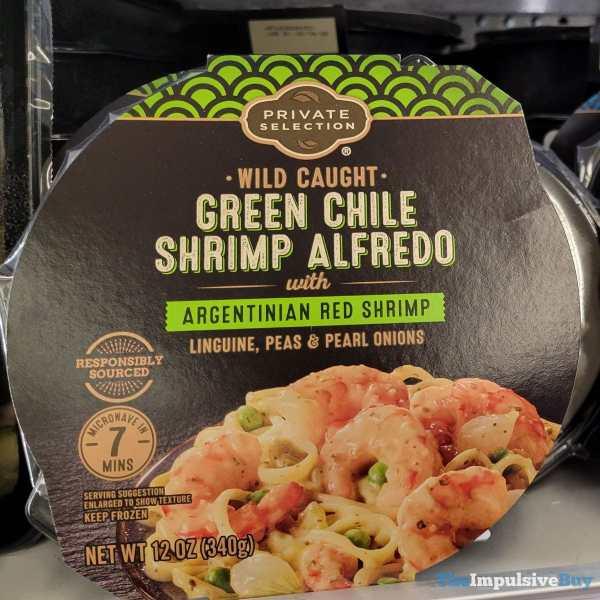 PRIVATE
SELECTION
®
• WILD CAUGHT •
GREEN CHILE
SHRIMP ALFREDO
with
ARGENTINIAN RED SHRIMP
LINGUINE, PEAS & PEARL ONIONS
RESPONSIBLY
SOURCED
MICROWAVE IN
7
MINS
SERVING SUGGESTION
ENLARGED TO SHOW TEXTURE
KEEP FROZEN
NET WT 12 OZ (340g)
TheImpulsiveBuy